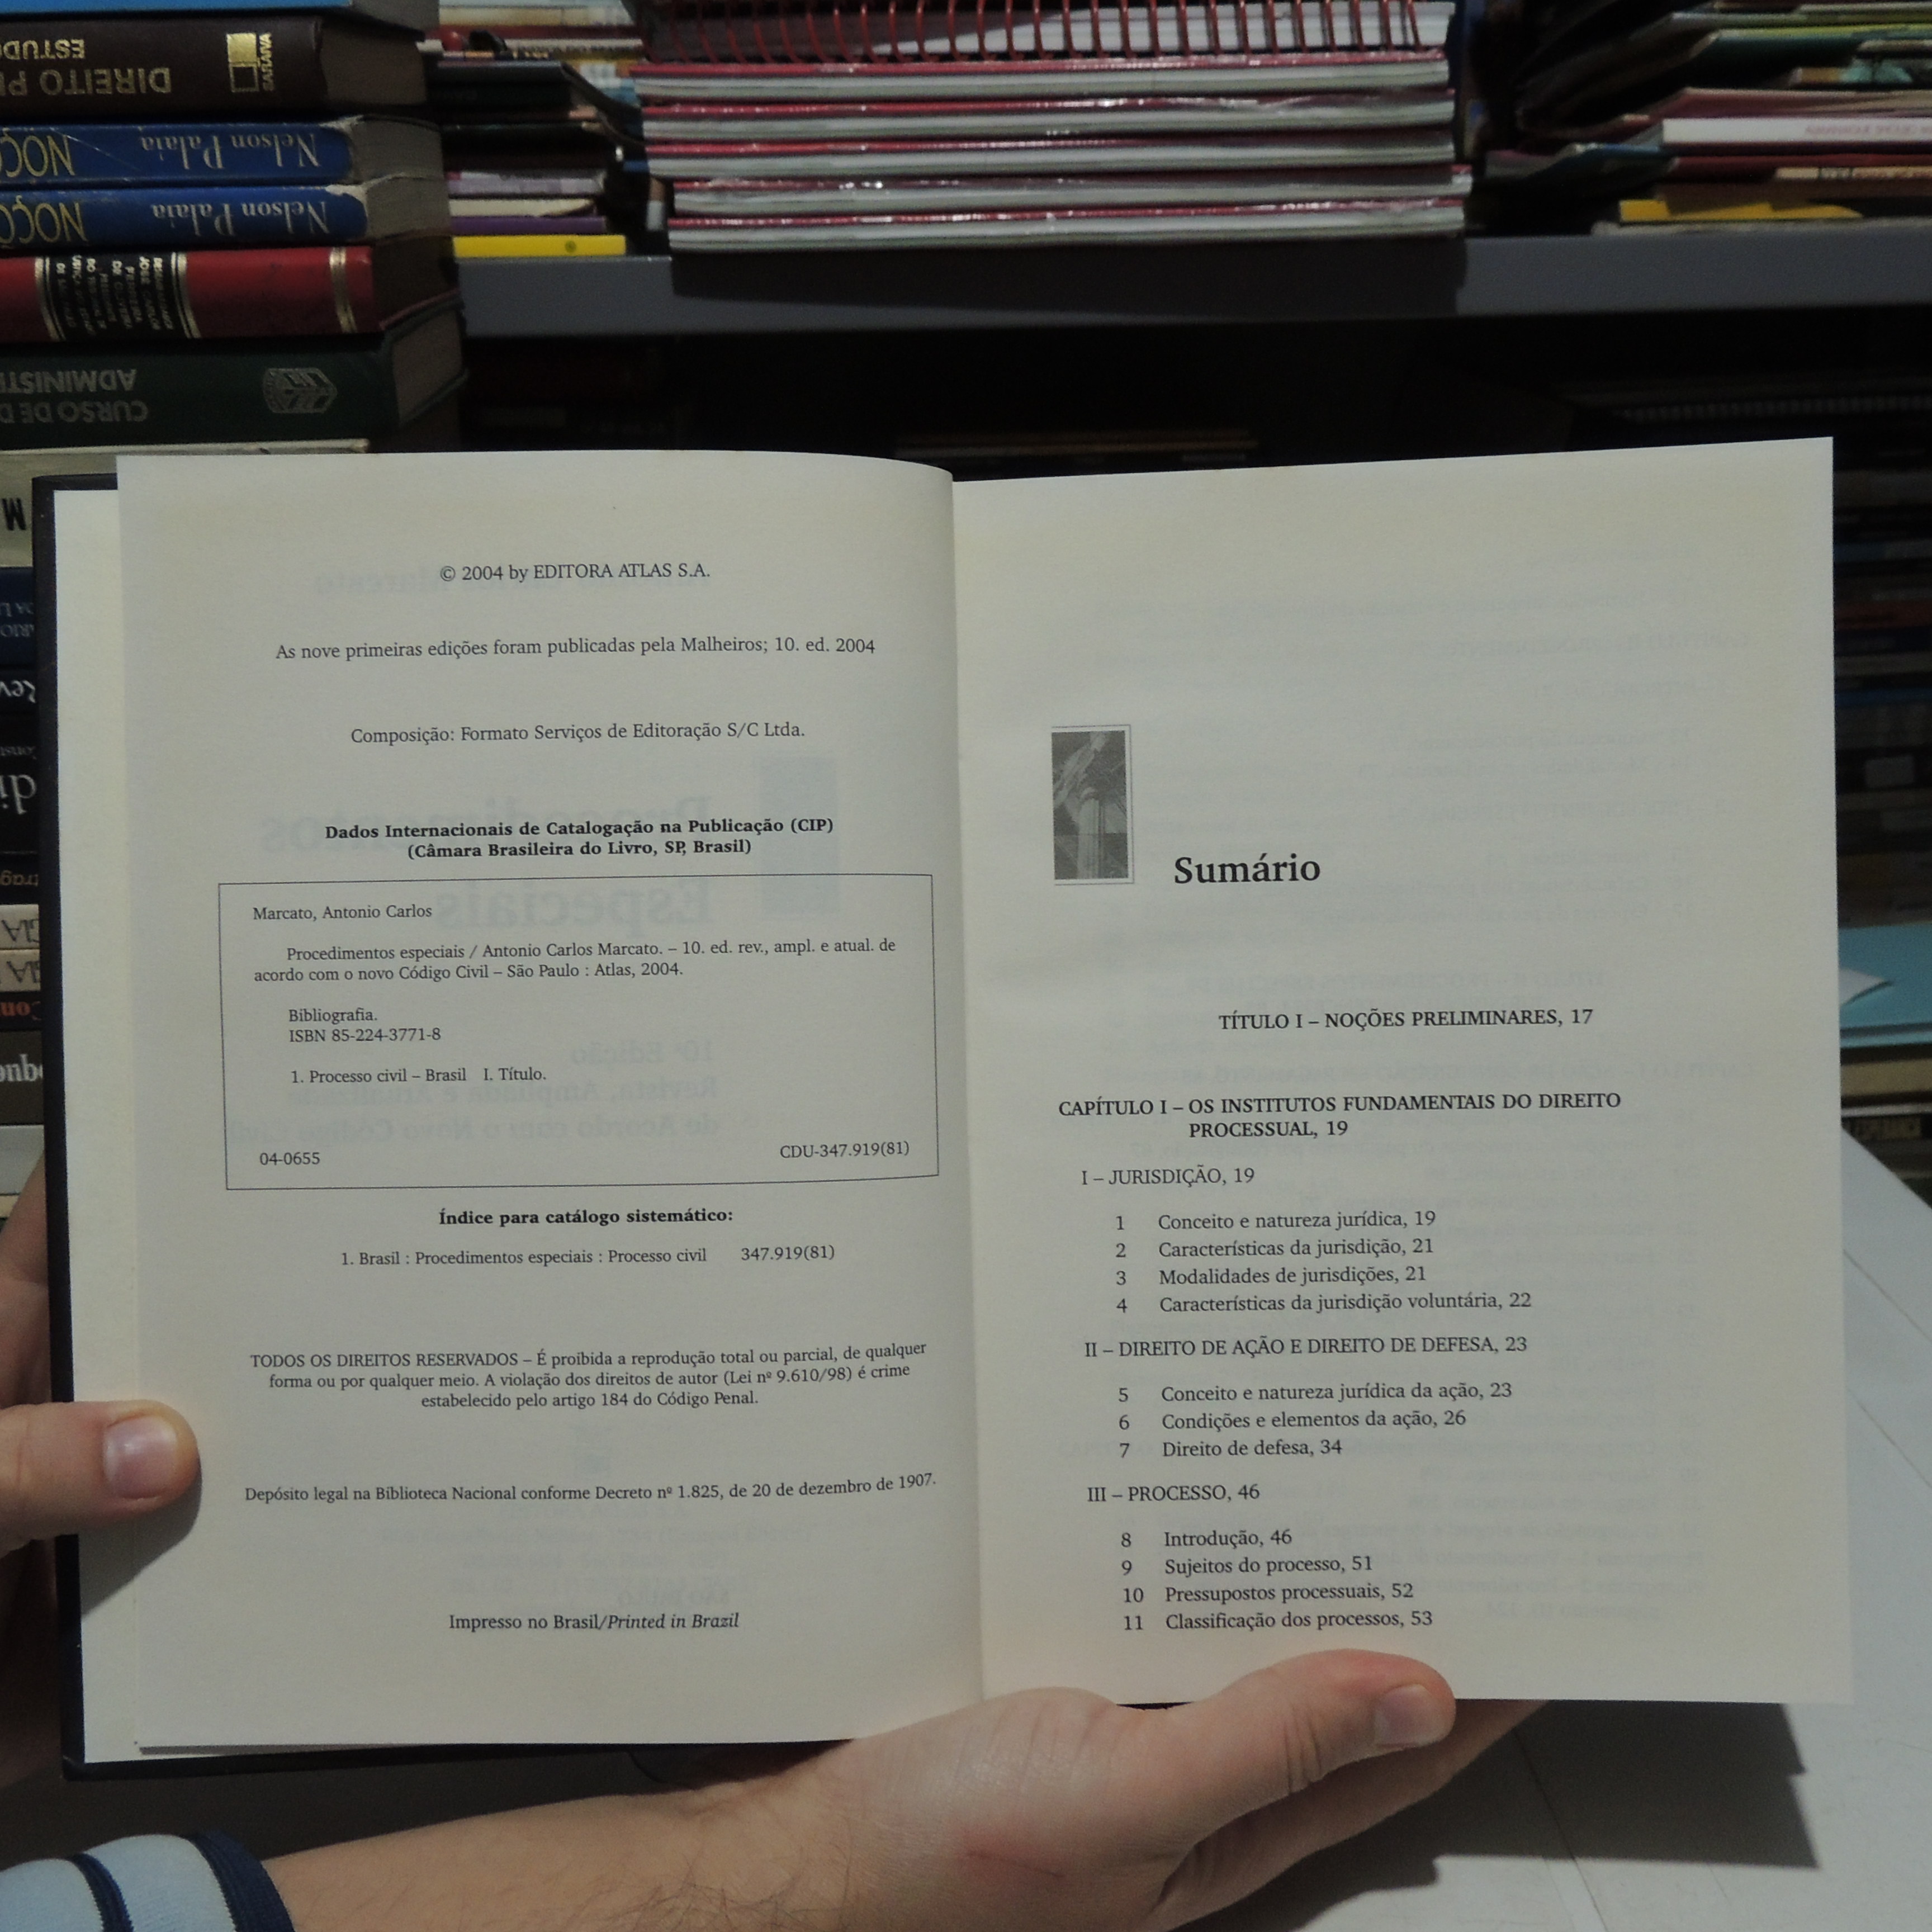 ESTUD
DIREITO P
SARAIVA
NOÇÕ
Nelson Palaia
NOÇÕ
Nelson Palaia
CURSO DE D
ADMINIST
© 2004 by EDITORA ATLAS S.A.
As nove primeiras edições foram publicadas pela Malheiros; 10. ed. 2004
Composição: Formato Serviços de Editoração S/C Ltda.
Dados Internacionais de Catalogação na Publicação (CIP)
(Câmara Brasileira do Livro, SP, Brasil)
Marcato, Antonio Carlos
Procedimentos especiais / Antonio Carlos Marcato. – 10. ed. rev., ampl. e atual. de
acordo com o novo Código Civil – São Paulo : Atlas, 2004.
Bibliografia.
ISBN 85-224-3771-8
1. Processo civil – Brasil I. Título.
04-0655
CDU-347.919(81)
Índice para catálogo sistemático:
1. Brasil : Procedimentos especiais : Processo civil 347.919(81)
TODOS OS DIREITOS RESERVADOS – É proibida a reprodução total ou parcial, de qualquer
forma ou por qualquer meio. A violação dos direitos de autor (Lei nº 9.610/98) é crime
estabelecido pelo artigo 184 do Código Penal.
Depósito legal na Biblioteca Nacional conforme Decreto nº 1.825, de 20 de dezembro de 1907.
Impresso no Brasil/Printed in Brazil
Sumário
TÍTULO I – NOÇÕES PRELIMINARES, 17
CAPÍTULO I – OS INSTITUTOS FUNDAMENTAIS DO DIREITO
PROCESSUAL, 19
I – JURISDIÇÃO, 19
1 Conceito e natureza jurídica, 19
2 Características da jurisdição, 21
3 Modalidades de jurisdições, 21
4 Características da jurisdição voluntária, 22
II – DIREITO DE AÇÃO E DIREITO DE DEFESA, 23
5 Conceito e natureza jurídica da ação, 23
6 Condições e elementos da ação, 26
7 Direito de defesa, 34
III – PROCESSO, 46
8 Introdução, 46
9 Sujeitos do processo, 51
10 Pressupostos processuais, 52
11 Classificação dos processos, 53